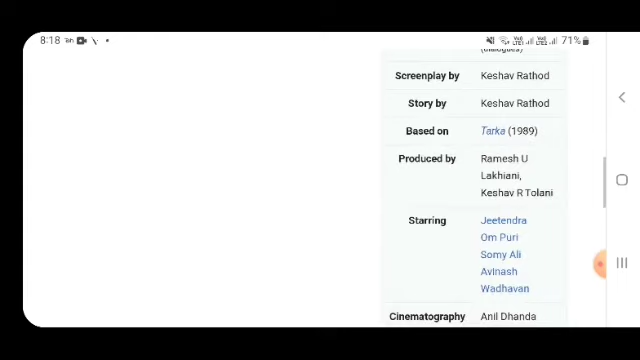 8:18 71%
(dialogues)
Screenplay by Keshav Rathod
Story by Keshav Rathod
Based on Tarka (1989)
Produced by Ramesh U
Lakhiani,
Keshav R Tolani
Starring Jeetendra
Om Puri
Somy Ali
Avinash
Wadhavan
Cinematography Anil Dhanda